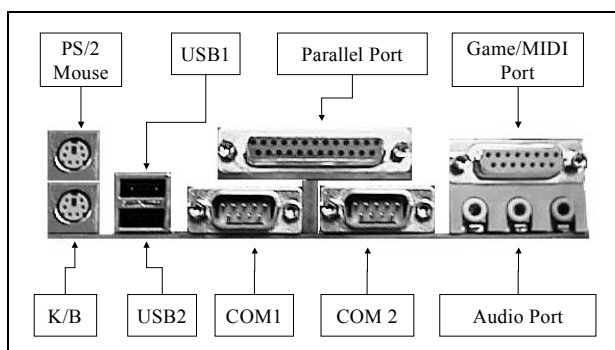 PS/2
Mouse
USB1
Parallel Port
Game/MIDI
Port
K/B
USB2
COM1
COM 2
Audio Port